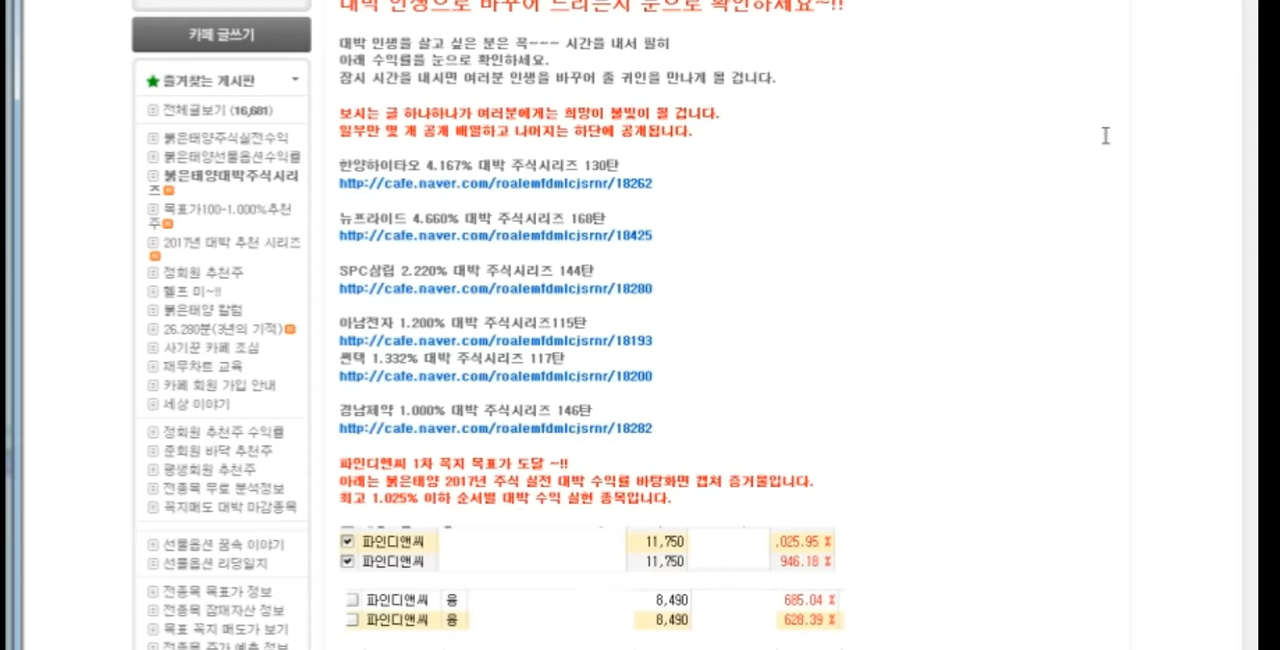 대박 인생으로 바꾸어 드리는지 눈으로 확인하세요~!!
카페 글쓰기
즐겨찾는 게시판
전체글보기 (16,681)
붉은태양주식실전수익
붉은태양선물옵션수익률
붉은태양대박주식시리
즈
목표가100-1.000%추천
주
2017년 대박 추천 시리즈
정회원 추천주
헬프 미~!!
붉은태양 칼럼
26.280분(3년의 기적)
사기꾼 카페 조심
재무차트 교육
카페 회원 가입 안내
세상 이야기
정회원 추천주 수익률
준회원 바닥 추천주
평생회원 추천주
전종목 무료 분석정보
꼭지매도 대박 마감종목
선물옵션 꿈속 이야기
선물옵션 리딩일지
전종목 목표가 정보
전종목 잠재자산 정보
목표 꼭지 매도가 보기
전종목 주가 예측 정보
대박 인생을 살고 싶은 분은 꼭~~~ 시간을 내서 필히
아래 수익률을 눈으로 확인하세요.
잠시 시간을 내시면 여러분 인생을 바꾸어 줄 귀인을 만나게 될 겁니다.
보시는 글 하나하나가 여러분에게는 희망이 불빛이 될 겁니다.
일부만 몇 개 공개 배열하고 나머지는 하단에 공개됩니다.
한양하이타오 4.167% 대박 주식시리즈 130탄
http://cafe.naver.com/roalemfdmlcjsrnr/18262
뉴프라이드 4.660% 대박 주식시리즈 168탄
http://cafe.naver.com/roalemfdmlcjsrnr/18425
SPC삼립 2.220% 대박 주식시리즈 144탄
http://cafe.naver.com/roalemfdmlcjsrnr/18280
아남전자 1.200% 대박 주식시리즈115탄
http://cafe.naver.com/roalemfdmlcjsrnr/18193
썬텍 1.332% 대박 주식시리즈 117탄
http://cafe.naver.com/roalemfdmlcjsrnr/18200
경남제약 1.000% 대박 주식시리즈 146탄
http://cafe.naver.com/roalemfdmlcjsrnr/18282
파인디앤씨 1차 꼭지 목표가 도달 ~!!
아래는 붉은태양 2017년 주식 실전 대박 수익률 바탕화면 캡쳐 증거물입니다.
최고 1.025% 이하 순서별 대박 수익 실현 종목입니다.
파인디앤씨 11,750 ,025.95 %
파인디앤씨 11,750 946.18 %
파인디앤씨 융 8,490 685.04 %
파인디앤씨 융 8,490 628.39 %